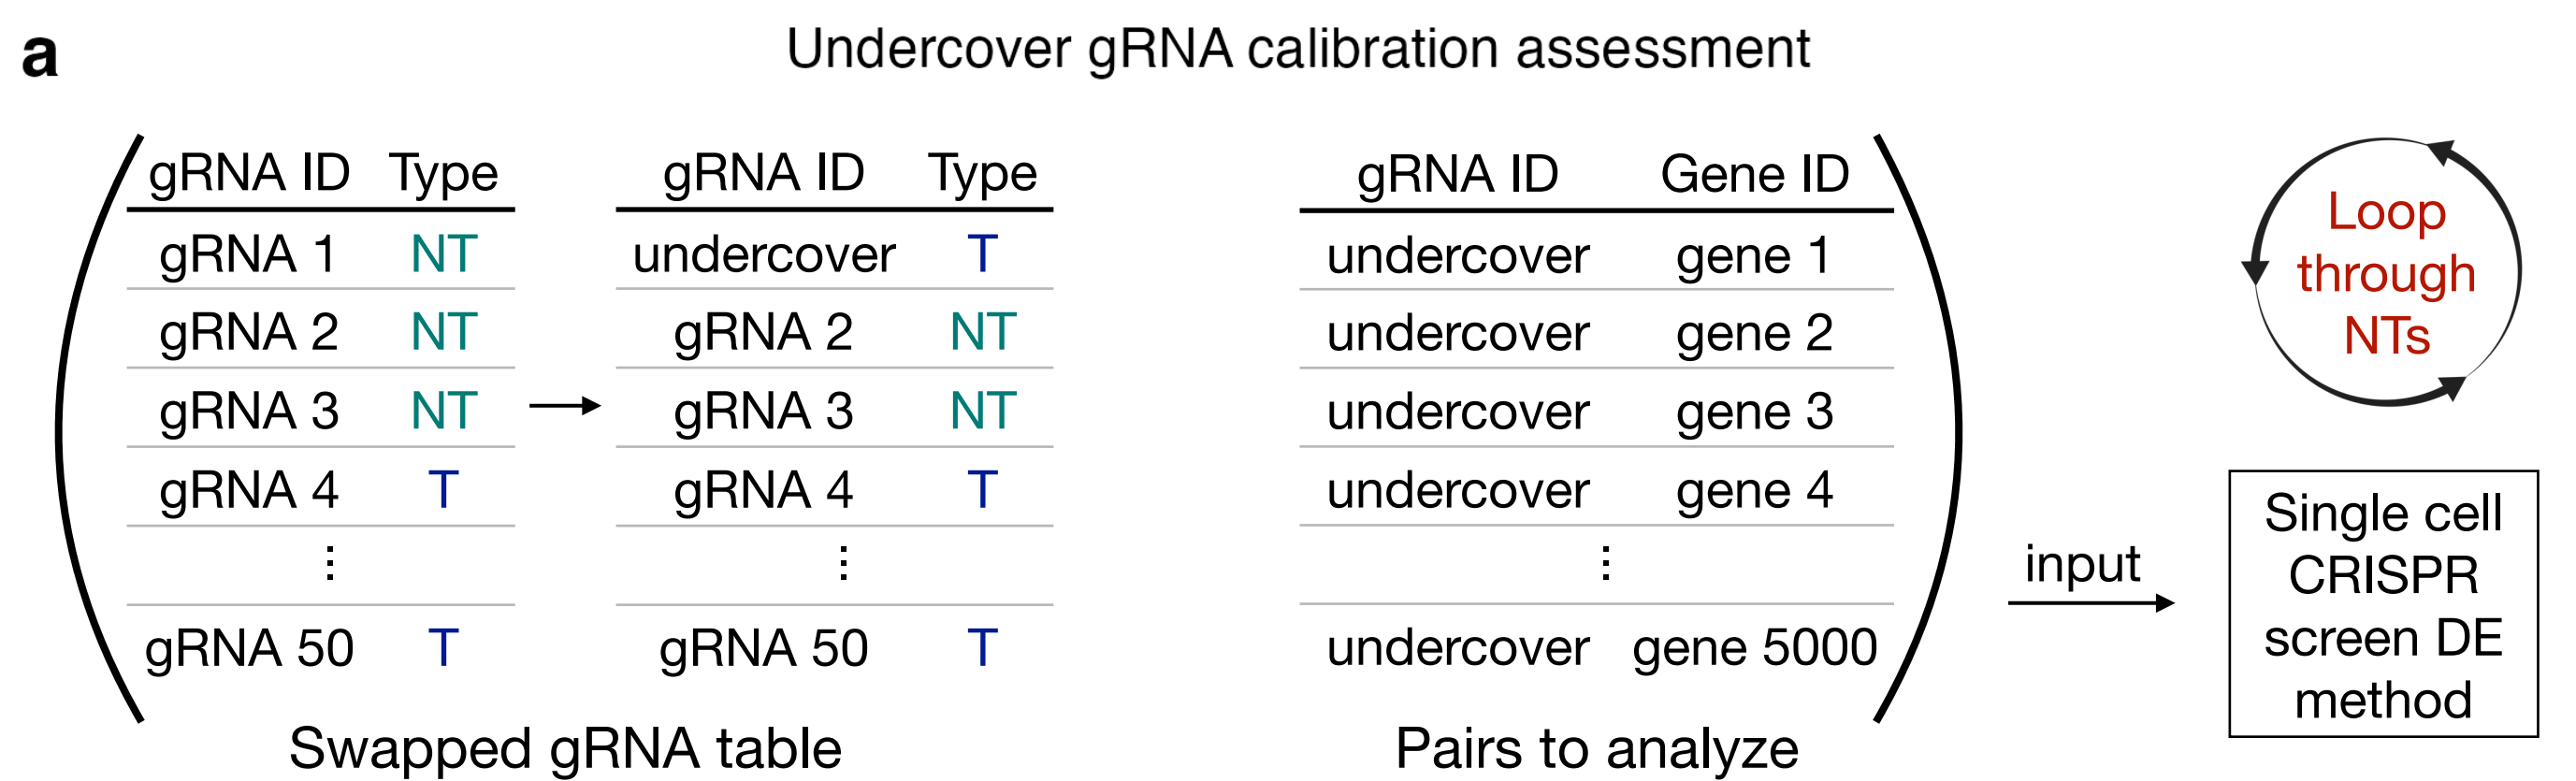 a
Undercover gRNA calibration assessment
gRNA ID Type
gRNA 1 NT
gRNA 2 NT
gRNA 3 NT
gRNA 4 T
⋮
gRNA 50 T
gRNA ID Type
undercover T
gRNA 2 NT
gRNA 3 NT
gRNA 4 T
⋮
gRNA 50 T
Swapped gRNA table
gRNA ID Gene ID
undercover gene 1
undercover gene 2
undercover gene 3
undercover gene 4
⋮
undercover gene 5000
Pairs to analyze
input
Loop
through
NTs
Single cell
CRISPR
screen DE
method